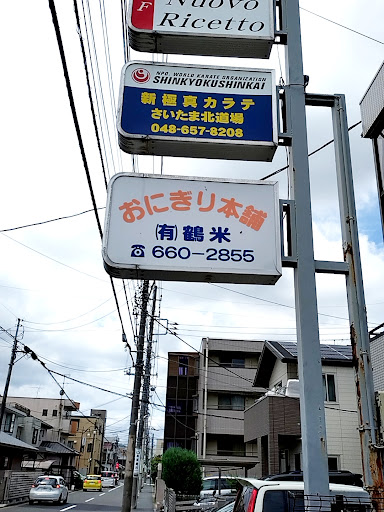 F
Nuovo
Ricetto
NPO. WORLD KARATE ORGANIZATION
SHINKYOKUSHINKAI
新極真カラテ
さいたま北道場
048-657-8208
おにぎり本舗
(有)鶴米
☎660-2855